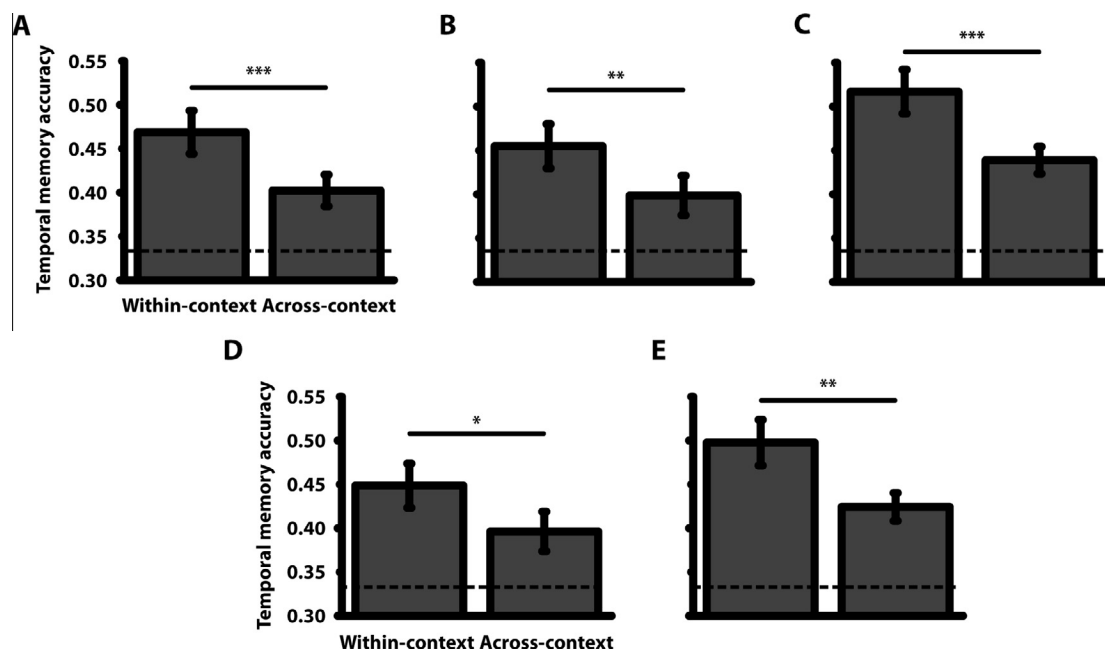 A
B
C
Temporal memory accuracy
0.55
0.50
0.45
0.40
0.35
0.30
***
**
***
Within-context Across-context
D
E
Temporal memory accuracy
0.55
0.50
0.45
0.40
0.35
0.30
*
**
Within-context Across-context